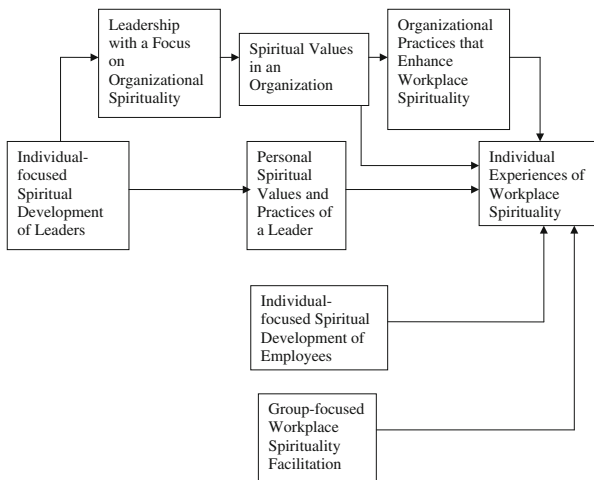 Leadership
with a Focus
on
Organizational
Spirituality
Spiritual Values
in an
Organization
Organizational
Practices that
Enhance
Workplace
Spirituality
Individual-
focused
Spiritual
Development
of Leaders
Personal
Spiritual
Values and
Practices of
a Leader
Individual
Experiences of
Workplace
Spirituality
Individual-
focused Spiritual
Development of
Employees
Group-focused
Workplace
Spirituality
Facilitation